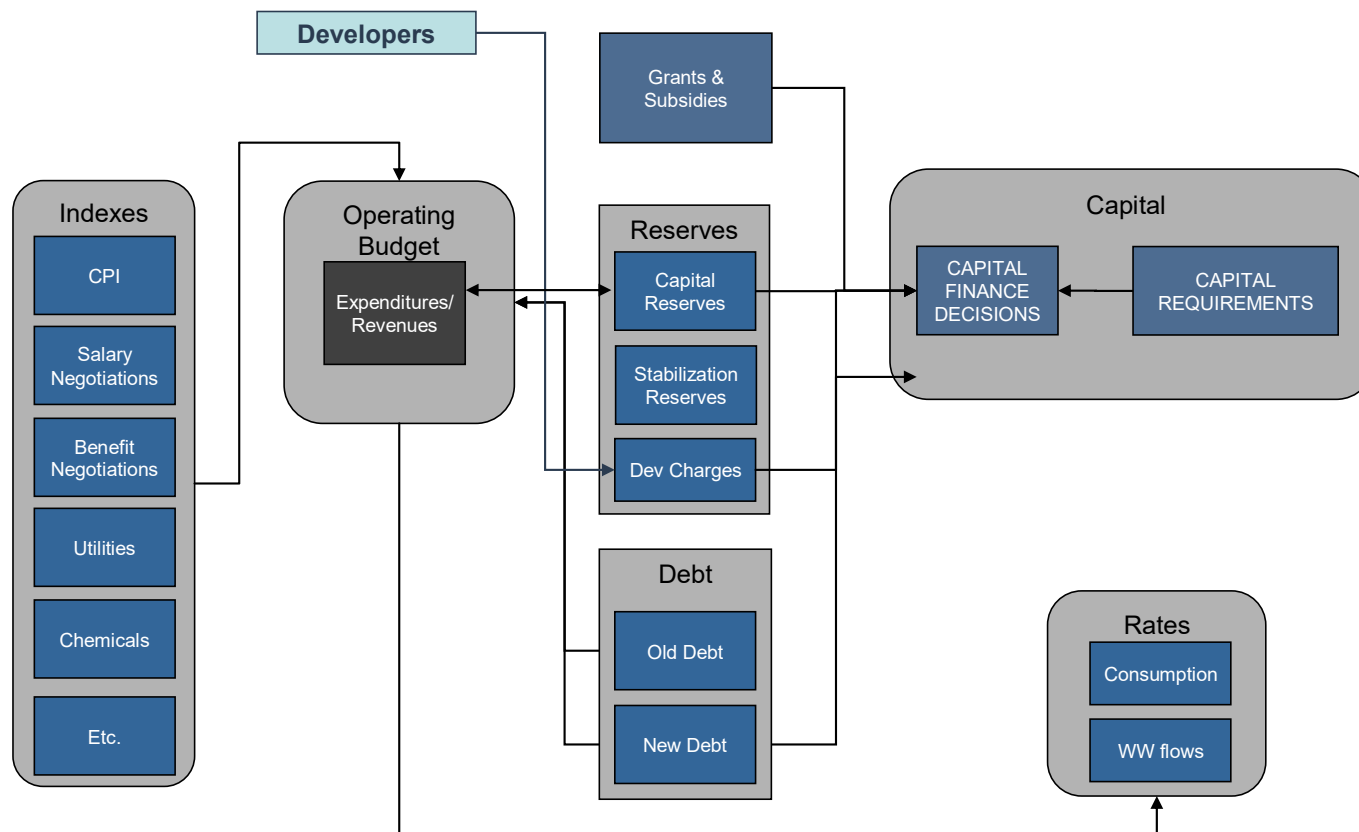 Developers
Grants &
Subsidies
Indexes
CPI
Salary
Negotiations
Benefit
Negotiations
Utilities
Chemicals
Etc.
Operating
Budget
Expenditures/
Revenues
Reserves
Capital
Reserves
Stabilization
Reserves
Dev Charges
Debt
Old Debt
New Debt
Capital
CAPITAL
FINANCE
DECISIONS
CAPITAL
REQUIREMENTS
Rates
Consumption
WW flows